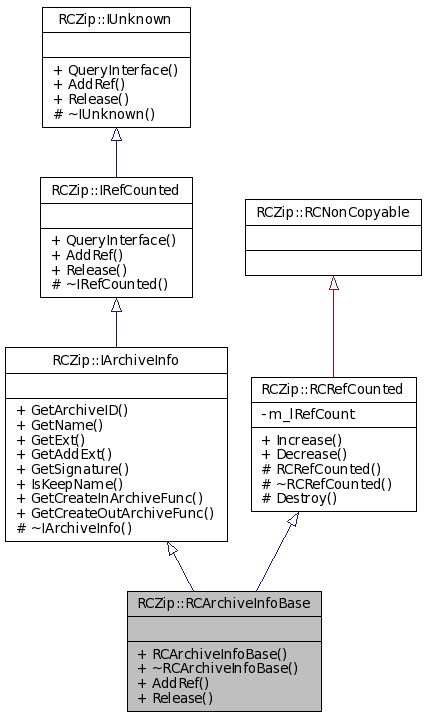 RCZip::IUnknown
+ QueryInterface()
+ AddRef()
+ Release()
# ~IUnknown()
RCZip::IRefCounted
+ QueryInterface()
+ AddRef()
+ Release()
# ~IRefCounted()
RCZip::RCNonCopyable
RCZip::IArchiveInfo
+ GetArchiveID()
+ GetName()
+ GetExt()
+ GetAddExt()
+ GetSignature()
+ IsKeepName()
+ GetCreateInArchiveFunc()
+ GetCreateOutArchiveFunc()
# ~IArchiveInfo()
RCZip::RCRefCounted
- m_lRefCount
+ Increase()
+ Decrease()
# RCRefCounted()
# ~RCRefCounted()
# Destroy()
RCZip::RCArchiveInfoBase
+ RCArchiveInfoBase()
+ ~RCArchiveInfoBase()
+ AddRef()
+ Release()